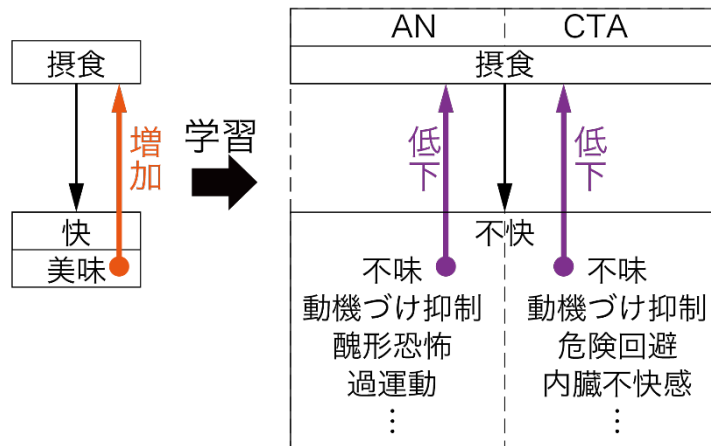 摂食
増加
快
美味
学習
AN
CTA
摂食
低下
低下
不快
不味
動機づけ抑制
醜形恐怖
過運動
⋮
不味
動機づけ抑制
危険回避
内臓不快感
⋮